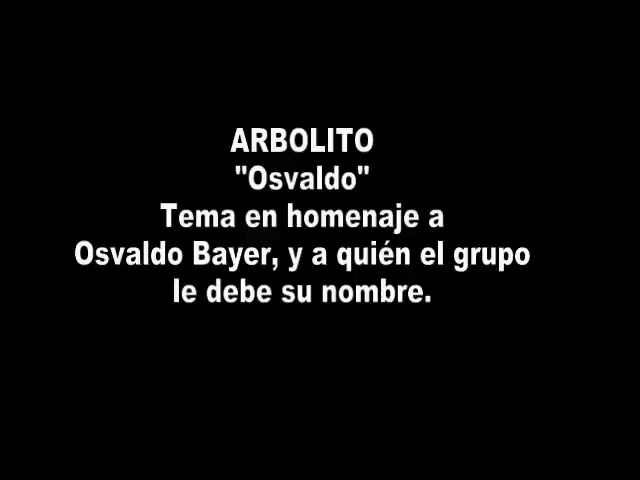 ARBOLITO
"Osvaldo"
Tema en homenaje a
Osvaldo Bayer, y a quién el grupo
le debe su nombre.